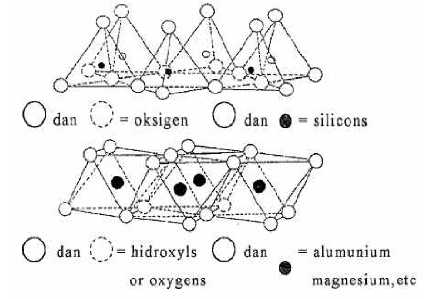 dan = oksigen dan = silicons
dan = hidroxyls dan = alumunium
or oxygens magnesium,etc